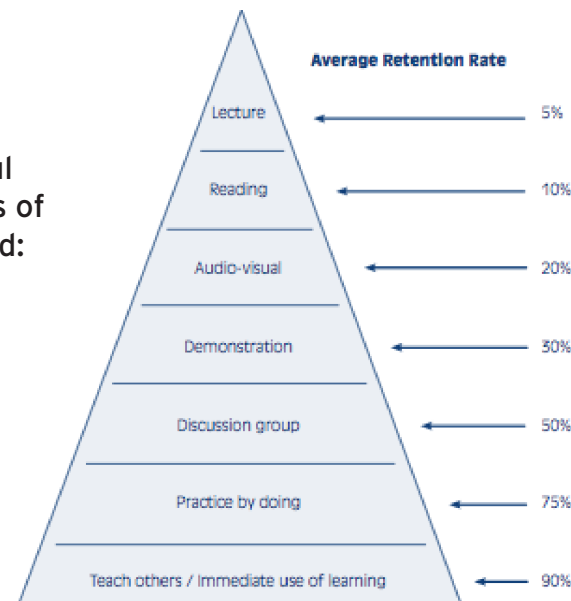 Average Retention Rate
Lecture 5%
s of
d:
Reading 10%
Audio-visual 20%
Demonstration 30%
Discussion group 50%
Practice by doing 75%
Teach others / Immediate use of learning 90%